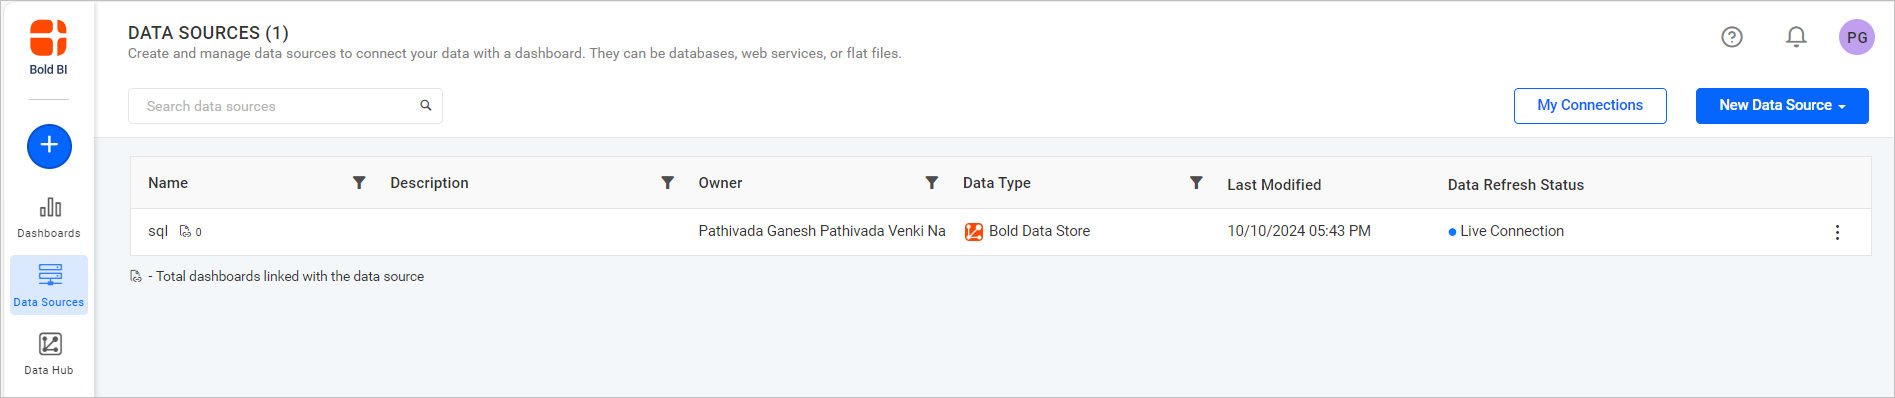 Bold BI
Dashboards
Data Sources
Data Hub
DATA SOURCES (1)
Create and manage data sources to connect your data with a dashboard. They can be databases, web services, or flat files.
PG
Search data sources
My Connections
New Data Source
Name Description Owner Data Type Last Modified Data Refresh Status
sql 0 Pathivada Ganesh Pathivada Venki Na Bold Data Store 10/10/2024 05:43 PM Live Connection
- Total dashboards linked with the data source